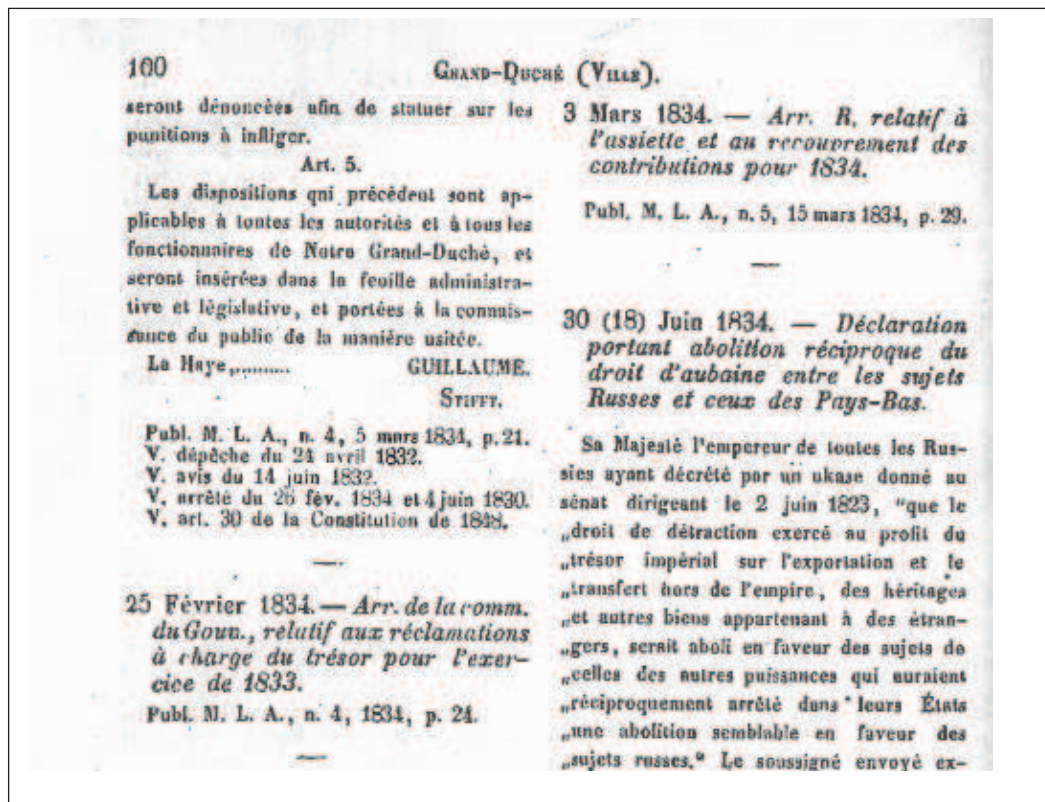 100
GRAND-DUCHÉ (VILLE).
seront dénoncées afin de statuer sur les
punitions à infliger.
Art. 5.
Les dispositions qui précèdent sont ap-
plicables à toutes les autorités et à tous les
fonctionnaires de Notre Grand-Duché, et
seront insérées dans la feuille administra-
tive et législative, et portées à la connais-
sance du public de la manière usitée.
La Haye,.......... GUILLAUME.
STIFFT.
Publ. M. L. A., n. 4, 5 mars 1834, p. 21.
V. dépêche du 24 avril 1832.
V. avis du 14 juin 1832.
V. arrêté du 26 fév. 1834 et 4 juin 1830.
V. art. 30 de la Constitution de 1848.
25 Février 1834. — Arr. de la comm.
du Gouv., relatif aux réclamations
à charge du trésor pour l'exer-
cice de 1833.
Publ. M. L. A., n. 4, 1834, p. 24.
3 Mars 1834. — Arr. R. relatif à
l'assiette et au recouvrement des
contributions pour 1834.
Publ. M. L. A., n. 5, 15 mars 1834, p. 29.
30 (18) Juin 1834. — Déclaration
portant abolition réciproque du
droit d'aubaine entre les sujets
Russes et ceux des Pays-Bas.
Sa Majesté l'empereur de toutes les Rus-
sies ayant décrété par un ukase donné au
sénat dirigeant le 2 juin 1823, "que le
„droit de détraction exercé au profit du
„trésor impérial sur l'exportation et le
„transfert hors de l'empire, des héritages
„et autres biens appartenant à des étran-
„gers, serait aboli en faveur des sujets de
„celles des autres puissances qui auraient
„réciproquement arrêté dans leurs États
„une abolition semblable en faveur des
„sujets russes." Le soussigné envoyé ex-